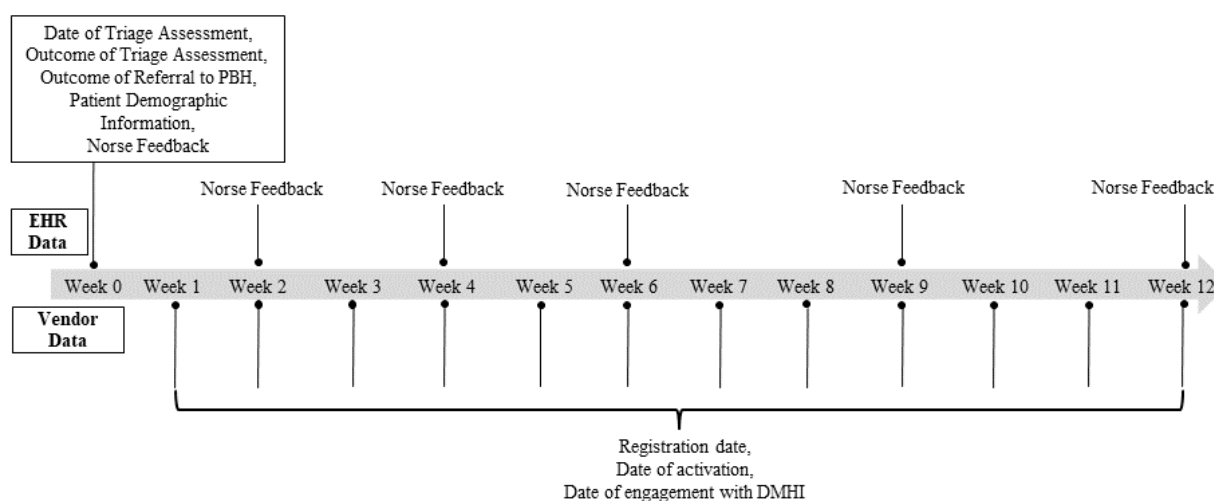 Date of Triage Assessment,
Outcome of Triage Assessment,
Outcome of Referral to PBH,
Patient Demographic
Information,
Norse Feedback
Norse Feedback
Norse Feedback
Norse Feedback
Norse Feedback
Norse Feedback
EHR
Data
Week 0
Week 1
Week 2
Week 3
Week 4
Week 5
Week 6
Week 7
Week 8
Week 9
Week 10
Week 11
Week 12
Vendor
Data
Registration date,
Date of activation,
Date of engagement with DMHI